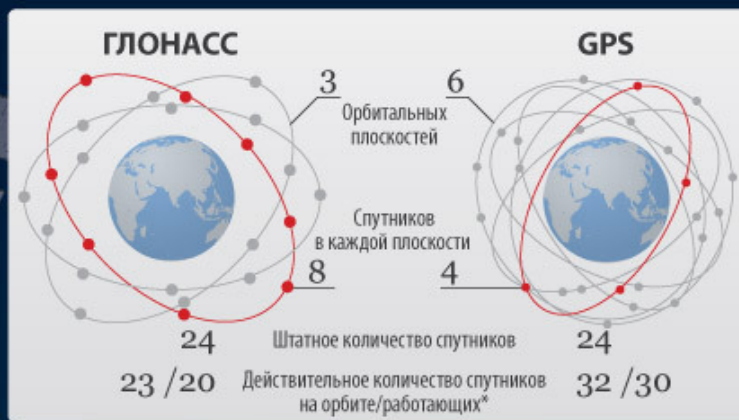 ГЛОНАСС
GPS
3
Орбитальных
плоскостей
6
Спутников
в каждой плоскости
8
4
24
Штатное количество спутников
24
23 /20
Действительное количество спутников
на орбите/работающих*
32 /30